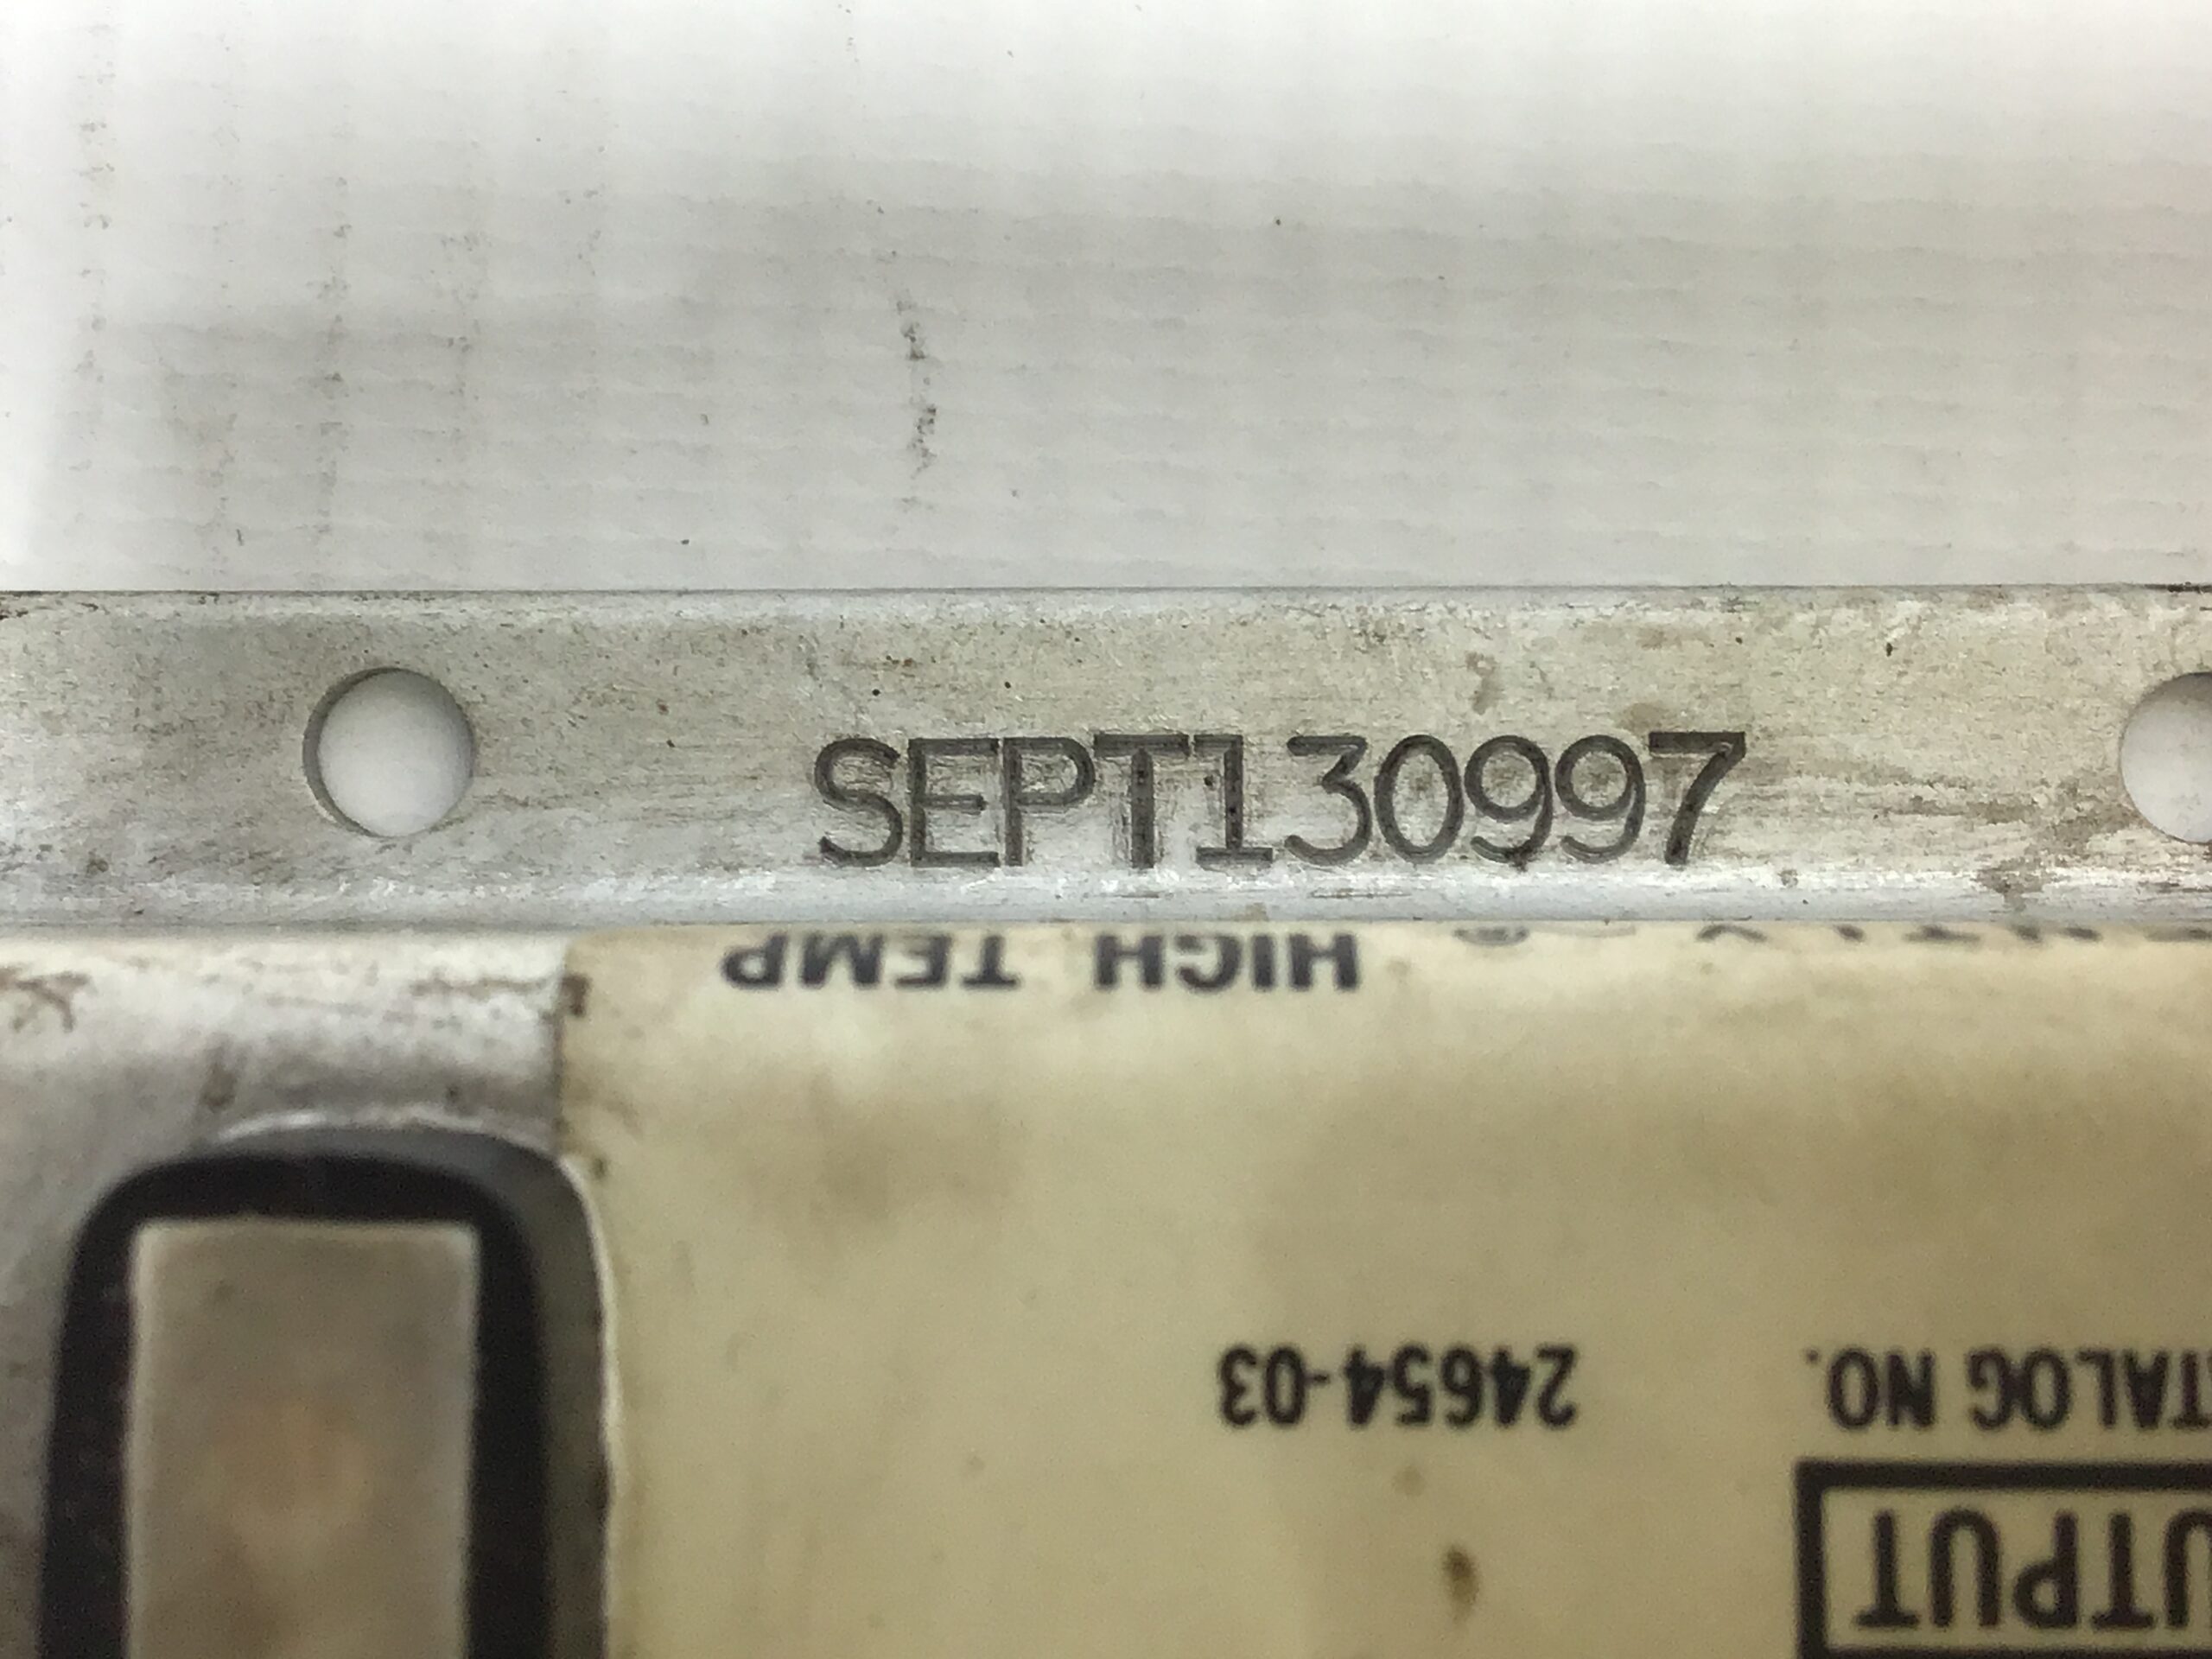 SEPT130997
HIGH TEMP
24654-03
TALOG NO.
UTPUT